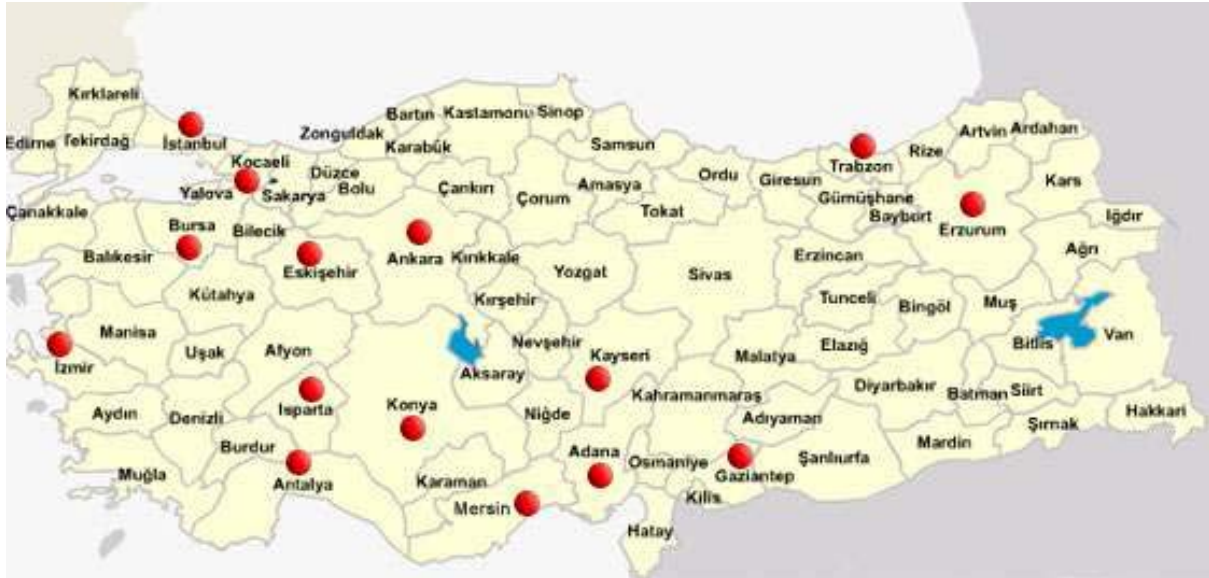 Kırklareli
Edirne
Tekirdağ
İstanbul
Kocaeli
Yalova
Sakarya
Düzce
Bolu
Zonguldak
Bartın
Karabük
Kastamonu
Sinop
Samsun
Çankırı
Çorum
Amasya
Tokat
Ordu
Giresun
Trabzon
Rize
Artvin
Ardahan
Kars
Gümüşhane
Bayburt
Erzurum
Iğdır
Ağrı
Çanakkale
Balıkesir
Bursa
Bilecik
Eskişehir
Kütahya
Ankara
Kırıkkale
Kırşehir
Yozgat
Sivas
Erzincan
Tunceli
Bingöl
Muş
Bitlis
Van
Manisa
İzmir
Uşak
Afyon
Aksaray
Nevşehir
Kayseri
Malatya
Elazığ
Diyarbakır
Batman
Siirt
Şırnak
Hakkari
Aydın
Denizli
Isparta
Burdur
Konya
Niğde
Kahramanmaraş
Adıyaman
Mardin
Muğla
Antalya
Karaman
Mersin
Adana
Osmaniye
Gaziantep
Şanlıurfa
Kilis
Hatay